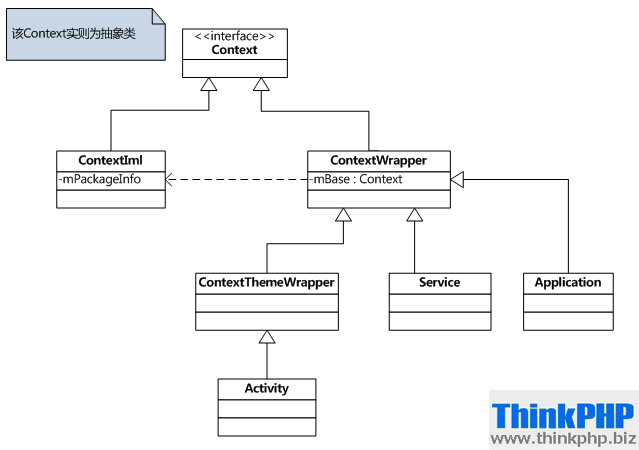 该Context实则为抽象类
<<interface>>
Context
ContextIml
-mPackageInfo
ContextWrapper
-mBase : Context
ContextThemeWrapper
Service
Application
Activity
ThinkPHP
www.thinkphp.biz